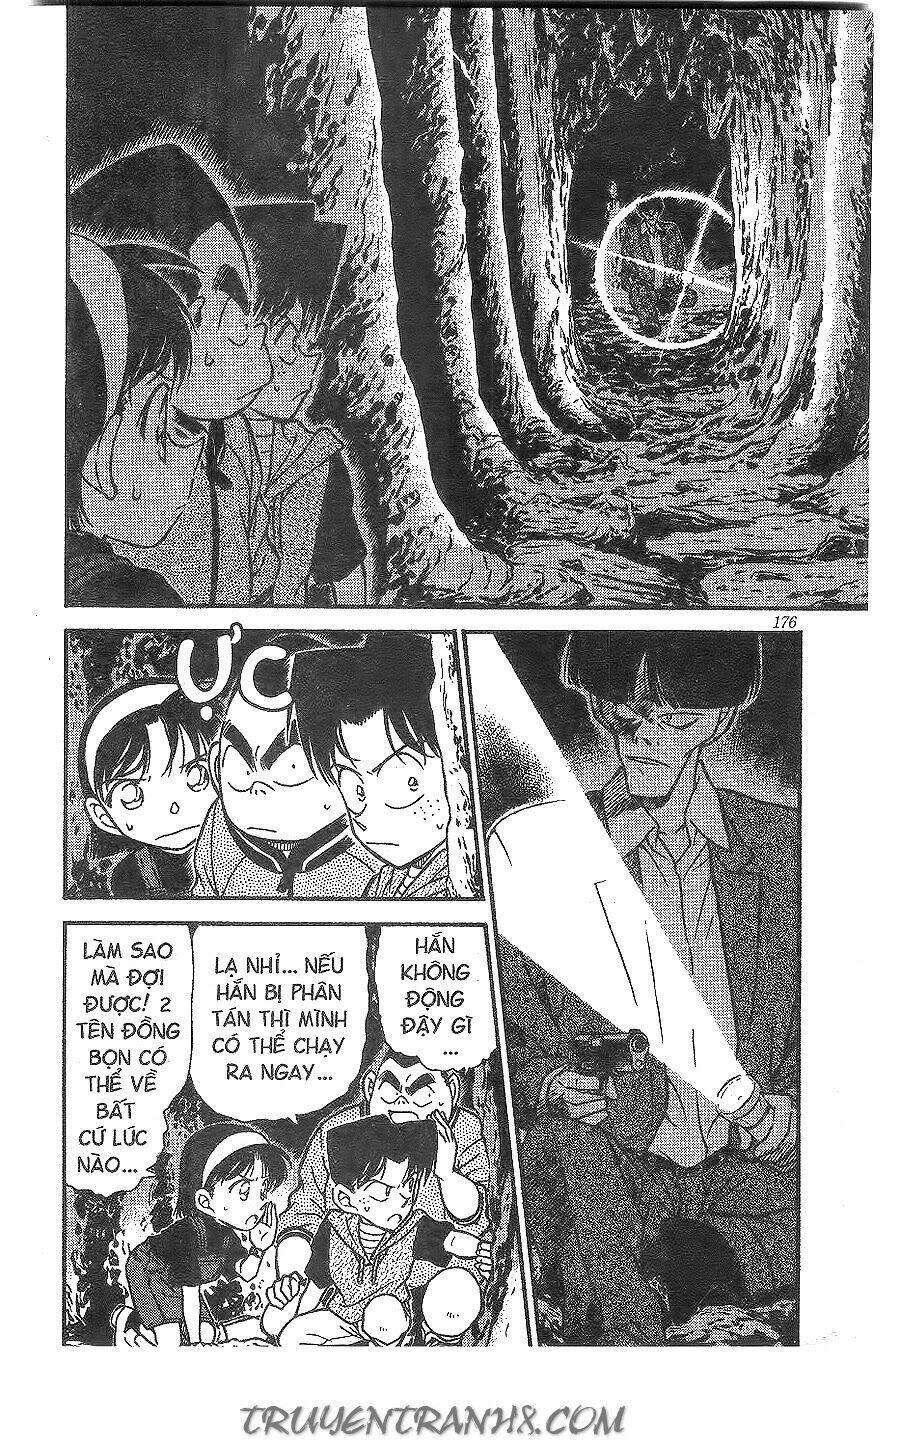 176
ỰC
HẮN
KHÔNG
ĐỘNG
ĐẬY GÌ
...
LẠ NHỈ... NẾU
HẮN BỊ PHÂN
TÁN THÌ MÌNH
CÓ THỂ CHẠY
RA NGAY...
LÀM SAO
MÀ ĐỢI
ĐƯỢC! 2
TÊN ĐỒNG
BỌN CÓ
THỂ VỀ
BẤT
CỨ LÚC
NÀO...
TRUYENTRANH8.COM